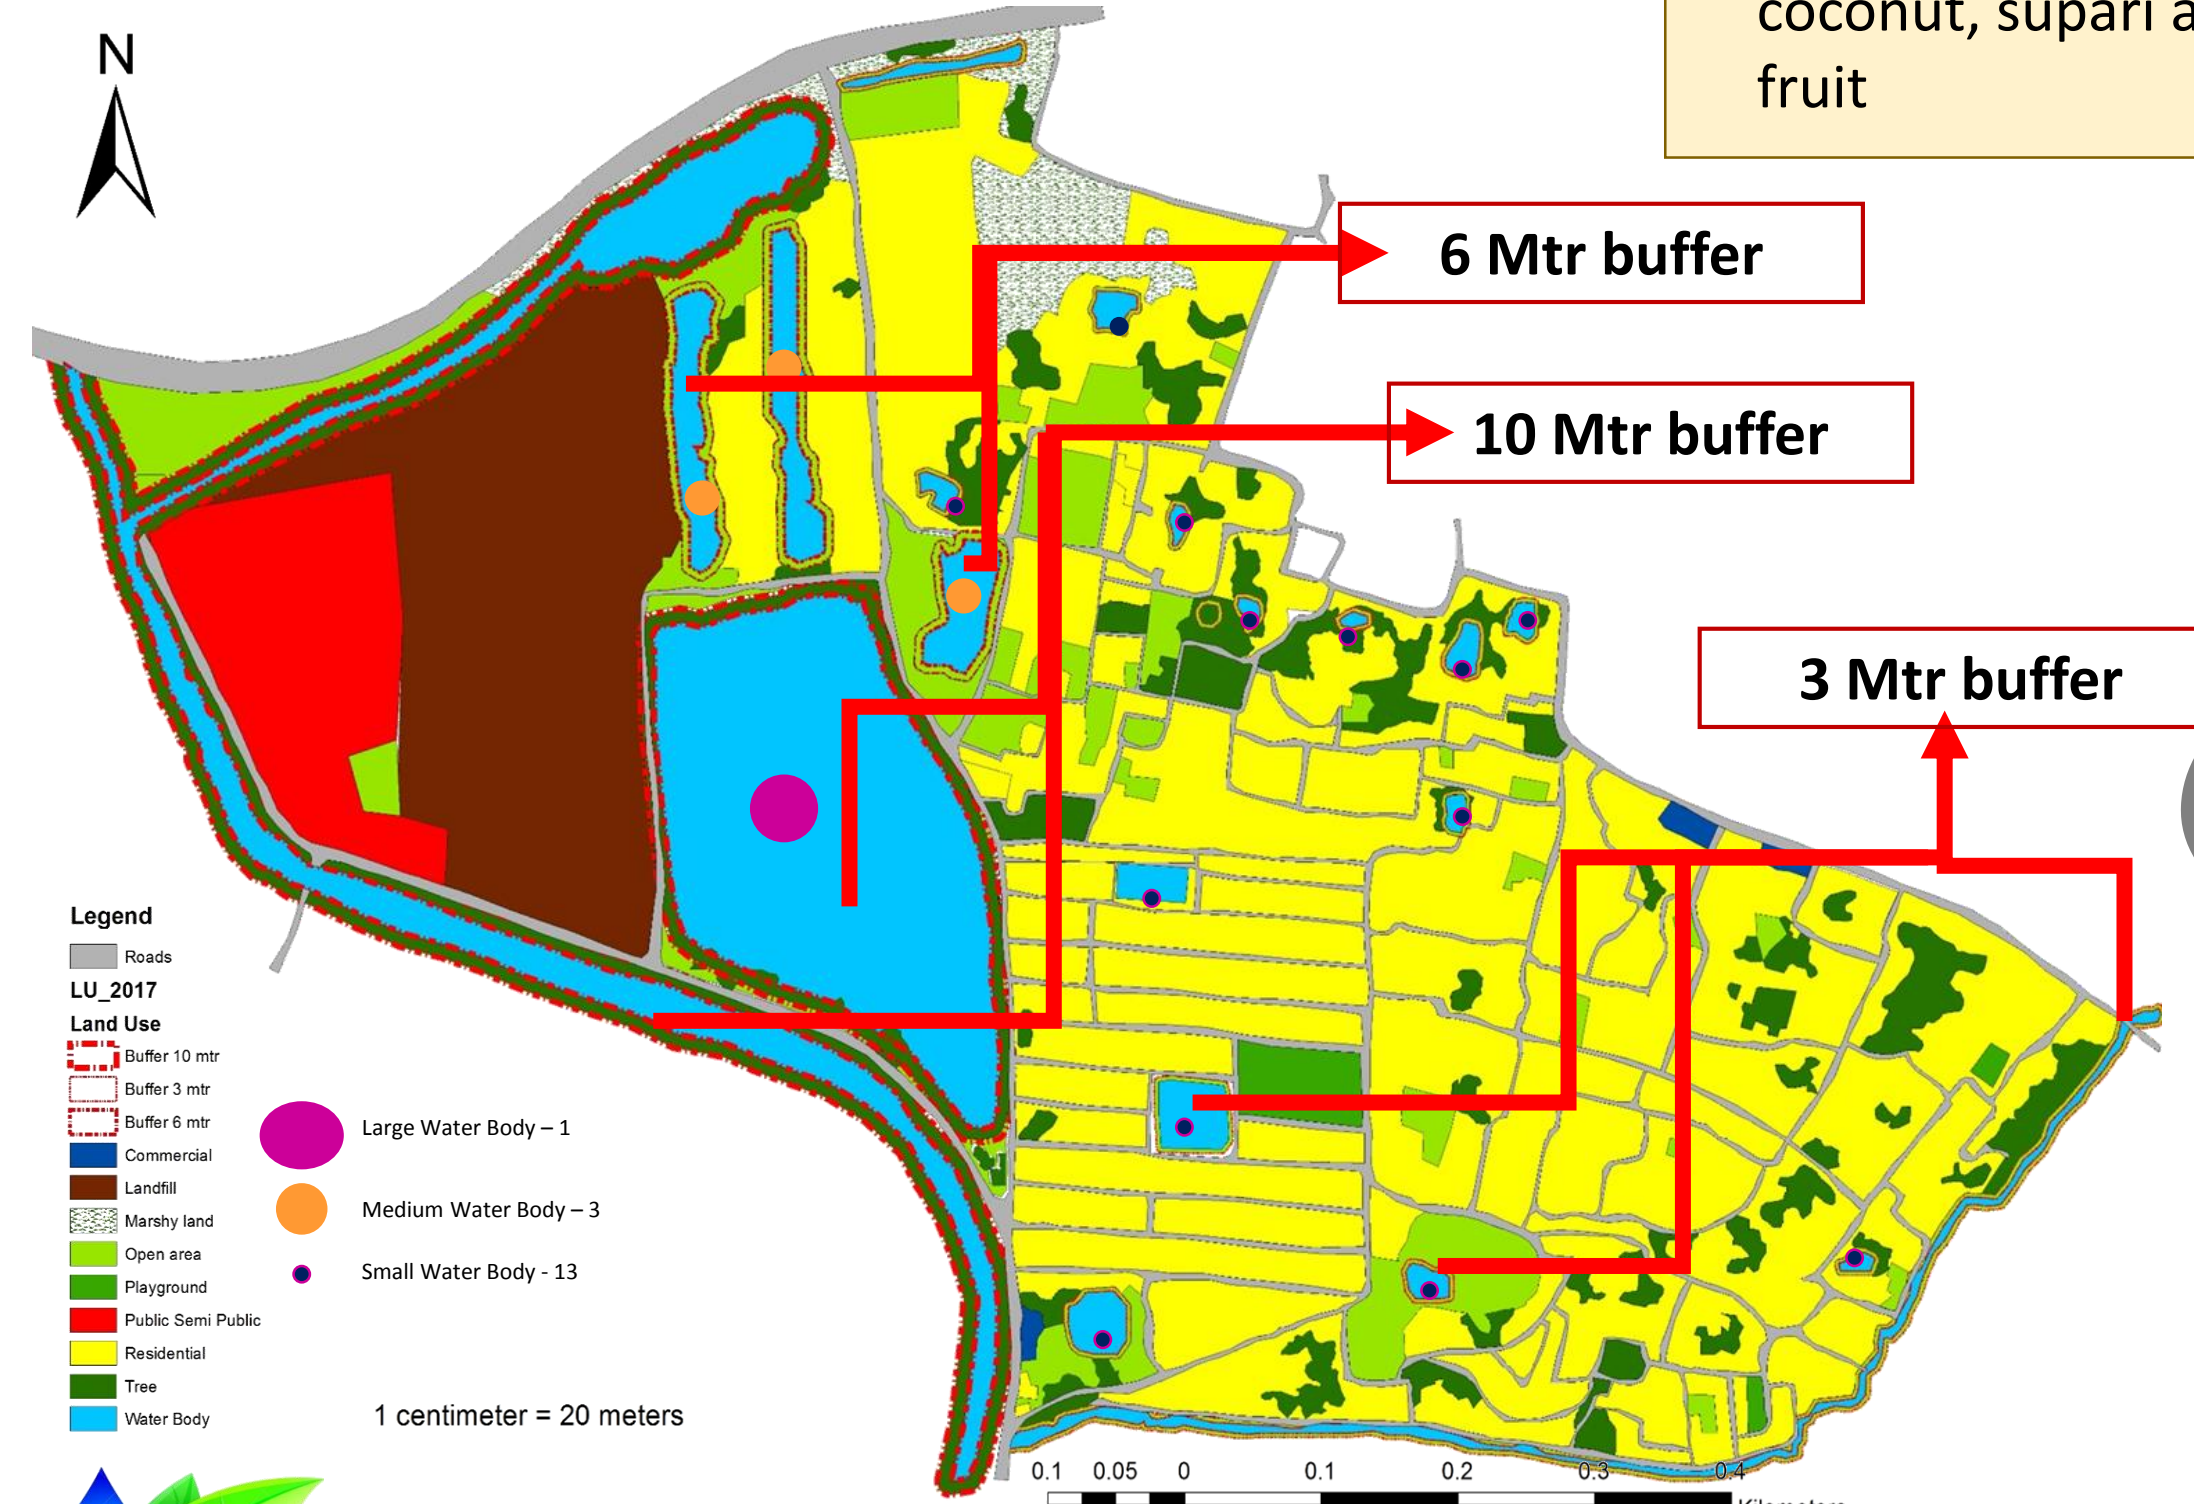 coconut, supari a
fruit
N
6 Mtr buffer
10 Mtr buffer
3 Mtr buffer
Legend
Roads
LU_2017
Land Use
Buffer 10 mtr
Buffer 3 mtr
Buffer 6 mtr
Commercial
Landfill
Marshy land
Open area
Playground
Public Semi Public
Residential
Tree
Water Body
Large Water Body – 1
Medium Water Body – 3
Small Water Body - 13
1 centimeter = 20 meters
0.1 0.05 0 0.1 0.2 0.3 0.4
Kilometers